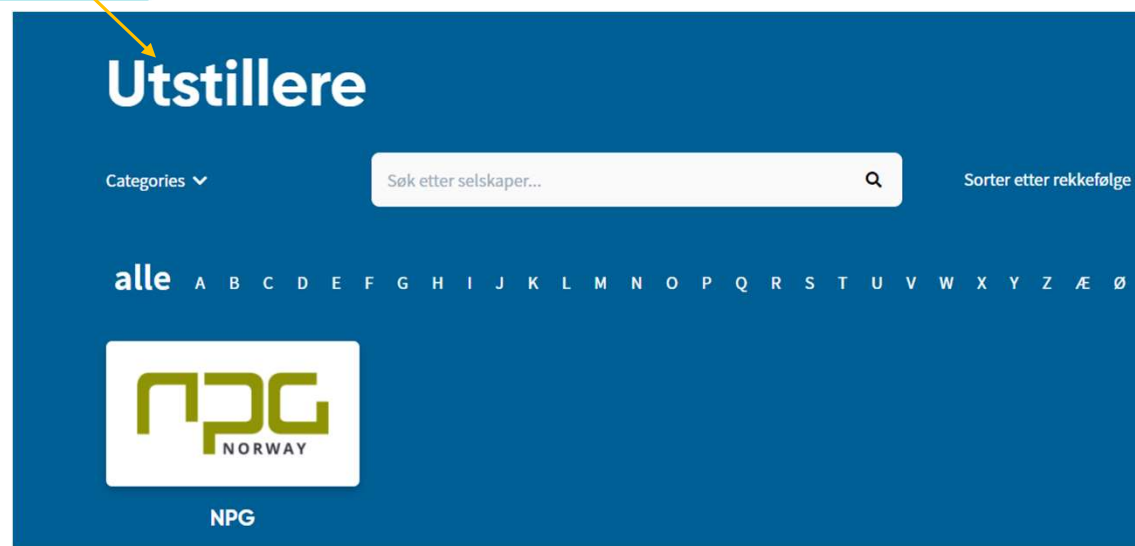 Utstillere
Categories
Søk etter selskaper...
Sorter etter rekkefølge
alle A B C D E F G H I J K L M N O P Q R S T U V W X Y Z Æ Ø
npg
NORWAY
NPG